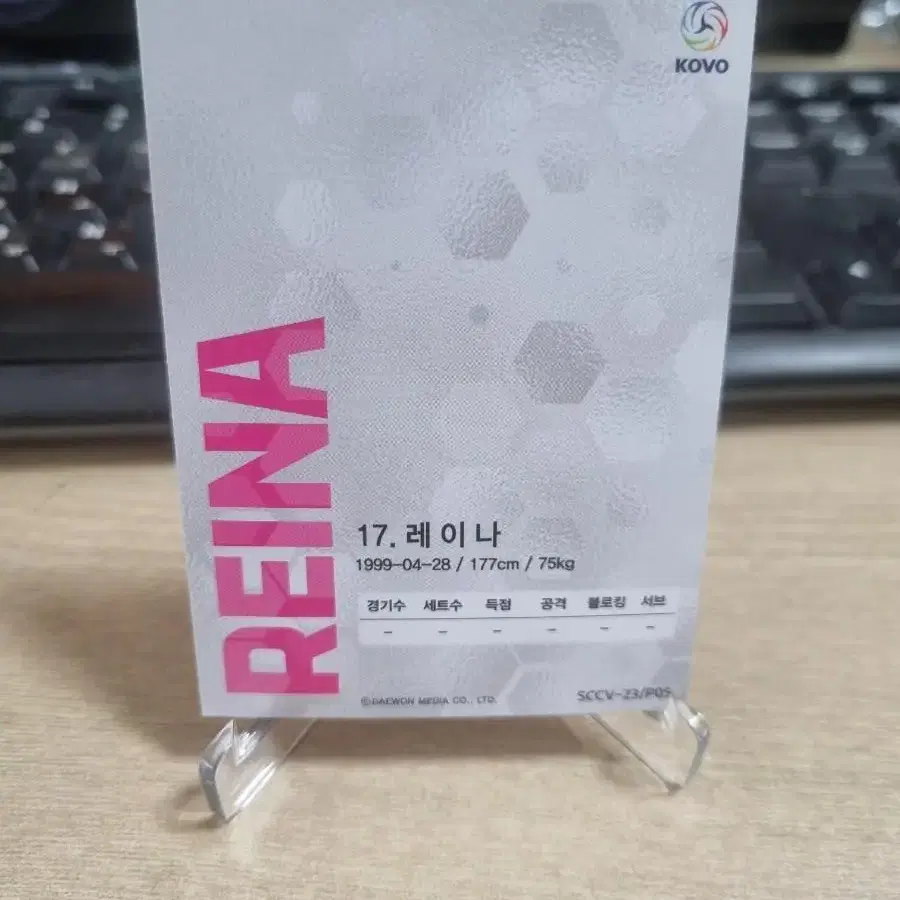 KOVO
REINA
17. 레이나
1999-04-28 / 177cm / 75kg
경기수 세트수 득점 공격 블로킹 서브
- - - - - -
©DAEWON MEDIA CO., LTD.
SCCV-23/P05